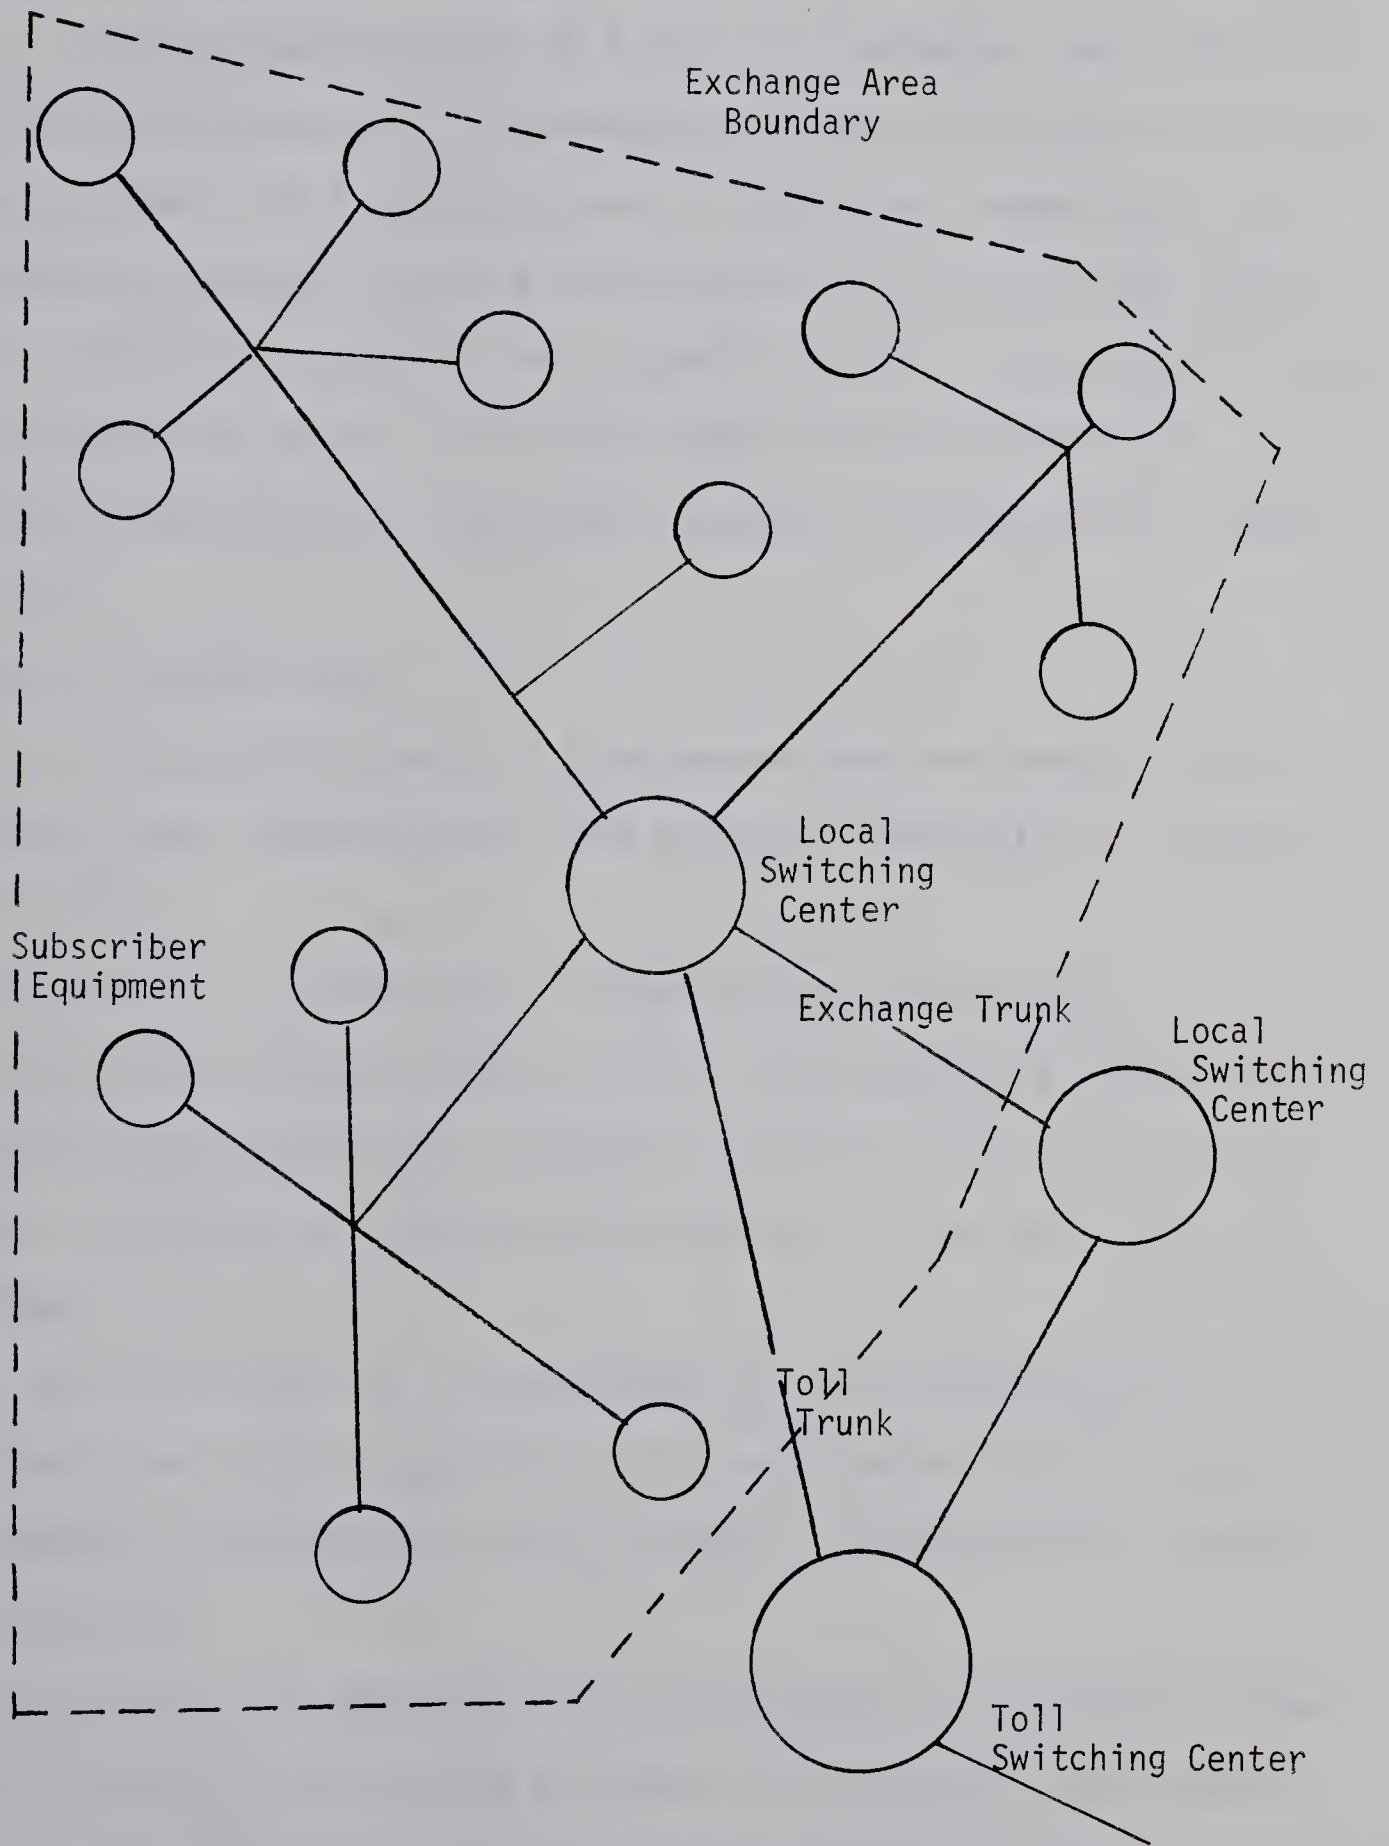 Exchange Area
Boundary
Local
Switching
Center
Subscriber
Equipment
Exchange Trunk
Local
Switching
Center
Toll
Trunk
Toll
Switching Center